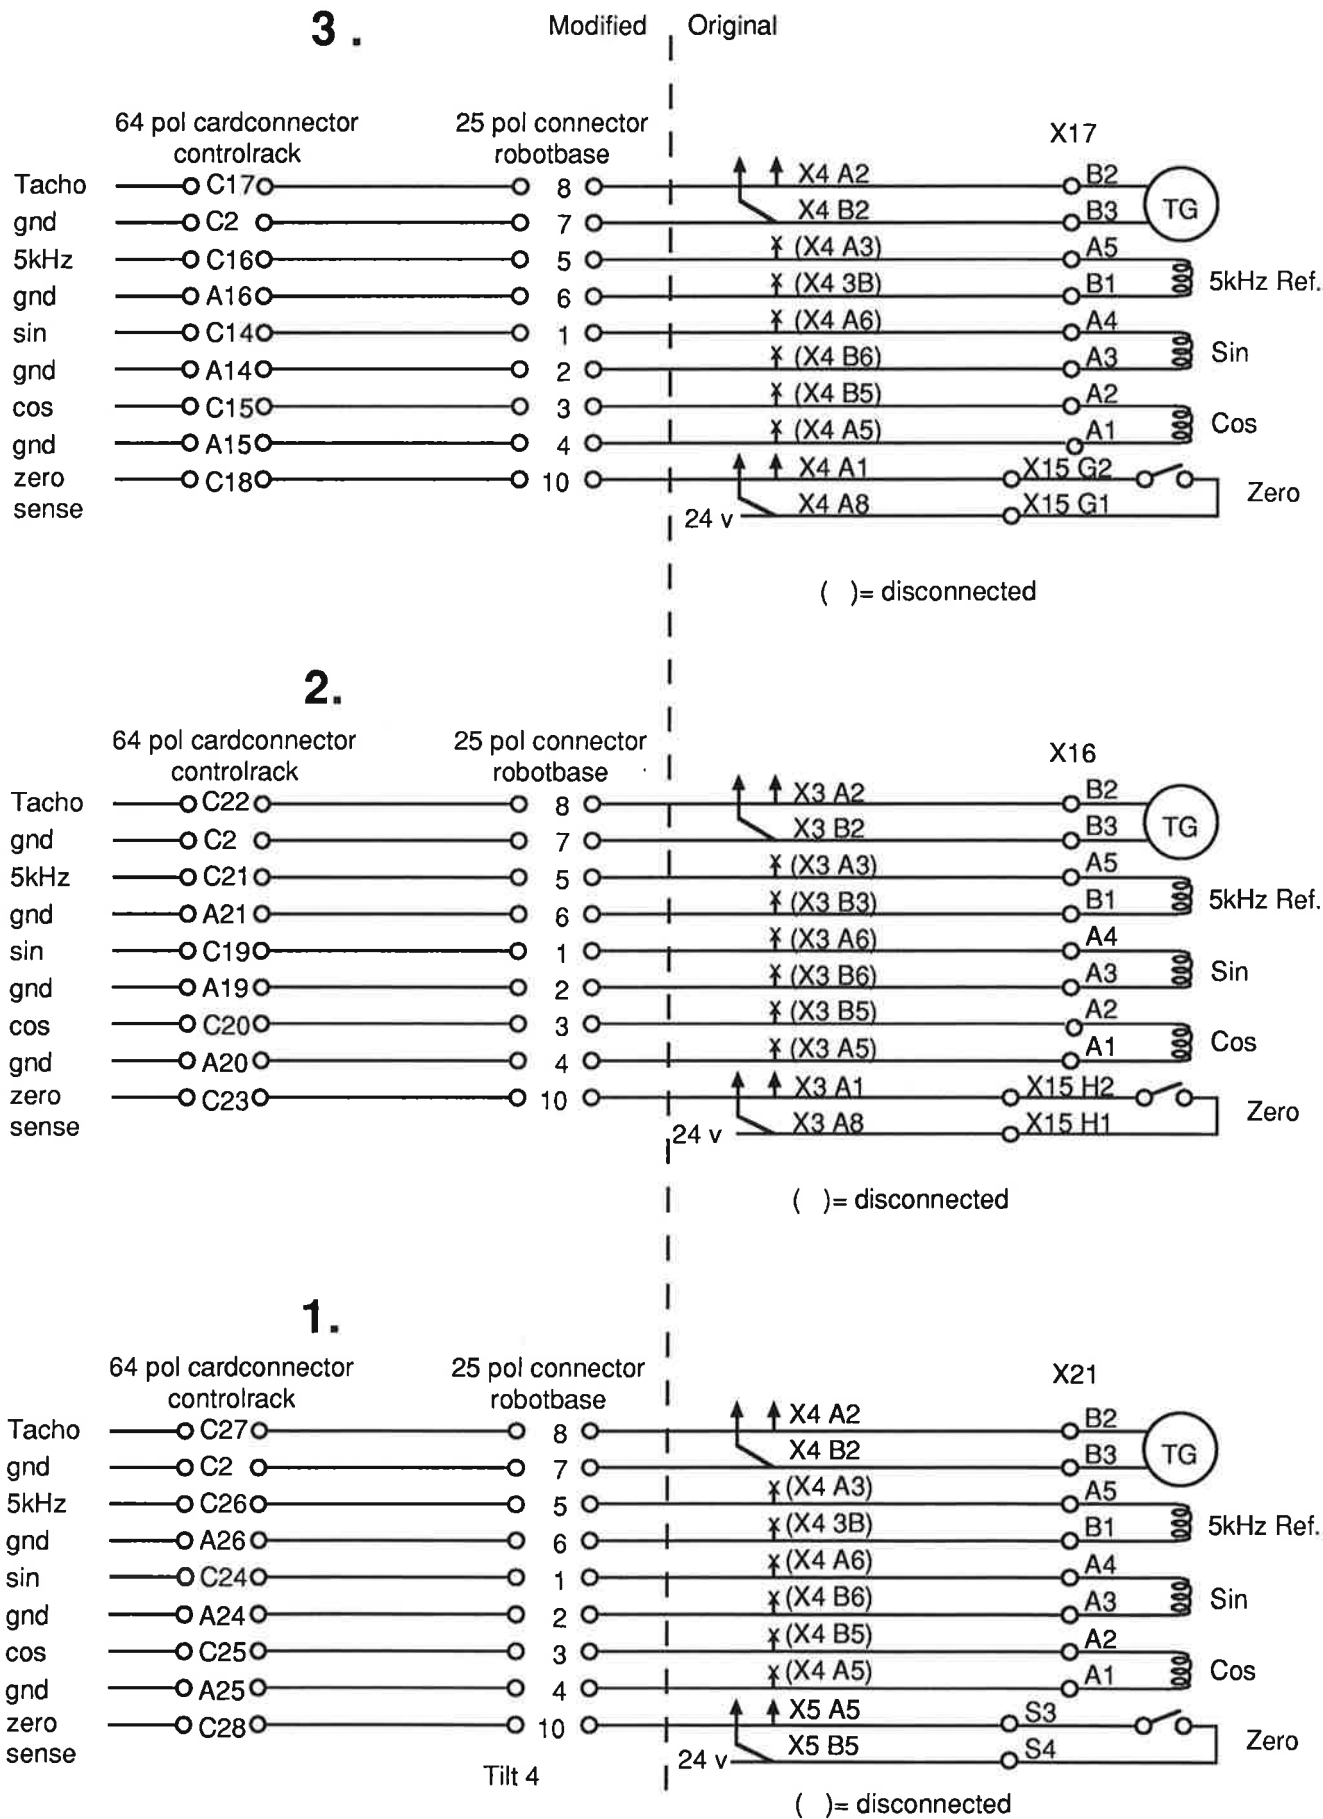 3 .
Modified Original
64 pol cardconnector 25 pol connector X17
controlrack robotbase
Tacho C17 8 X4 A2 B2
gnd C2 7 X4 B2 B3 TG
5kHz C16 5 (X4 A3) A5
gnd A16 6 (X4 3B) B1 5kHz Ref.
sin C14 1 (X4 A6) A4
gnd A14 2 (X4 B6) A3 Sin
cos C15 3 (X4 B5) A2
gnd A15 4 (X4 A5) A1 Cos
zero C18 10 X4 A1 X15 G2
sense 24 v X4 A8 X15 G1 Zero
( )= disconnected
2.
64 pol cardconnector 25 pol connector X16
controlrack robotbase
Tacho C22 8 X3 A2 B2
gnd C2 7 X3 B2 B3 TG
5kHz C21 5 (X3 A3) A5
gnd A21 6 (X3 B3) B1 5kHz Ref.
sin C19 1 (X3 A6) A4
gnd A19 2 (X3 B6) A3 Sin
cos C20 3 (X3 B5) A2
gnd A20 4 (X3 A5) A1 Cos
zero C23 10 X3 A1 X15 H2
sense 24 v X3 A8 X15 H1 Zero
( )= disconnected
1.
64 pol cardconnector 25 pol connector X21
controlrack robotbase
Tacho C27 8 X4 A2 B2
gnd C2 7 X4 B2 B3 TG
5kHz C26 5 (X4 A3) A5
gnd A26 6 (X4 3B) B1 5kHz Ref.
sin C24 1 (X4 A6) A4
gnd A24 2 (X4 B6) A3 Sin
cos C25 3 (X4 B5) A2
gnd A25 4 (X4 A5) A1 Cos
zero C28 10 X5 A5 S3
sense 24 v X5 B5 S4 Zero
Tilt 4
( )= disconnected